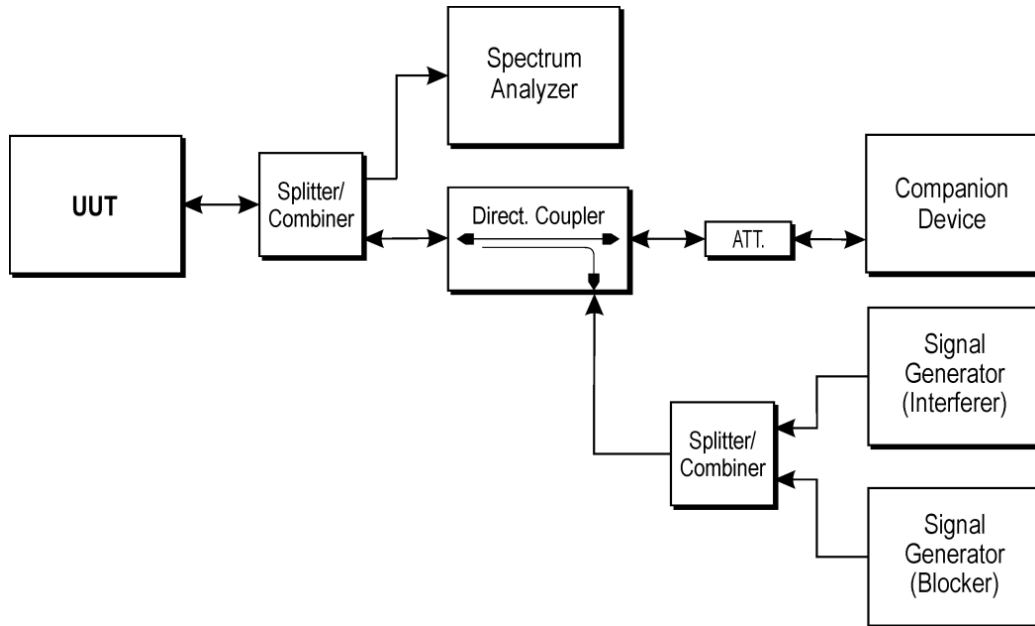 Spectrum
Analyzer
UUT
Splitter/
Combiner
Direct. Coupler
ATT.
Companion
Device
Signal
Generator
(Interferer)
Splitter/
Combiner
Signal
Generator
(Blocker)